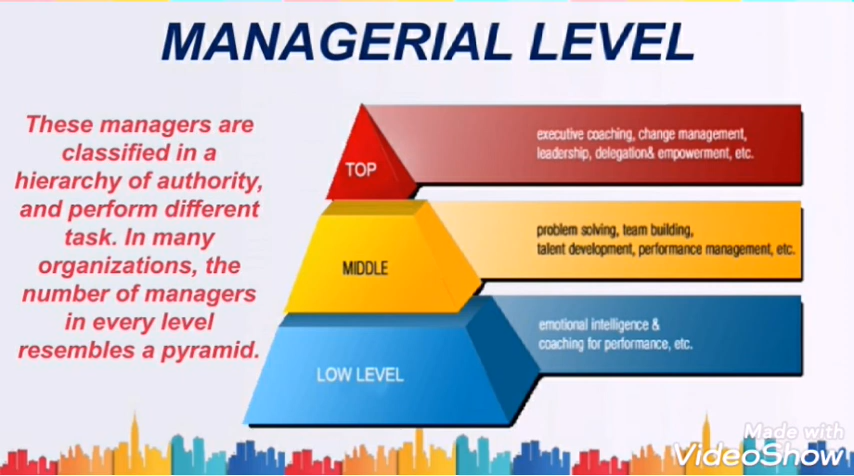 MANAGERIAL LEVEL
These managers are
classified in a
hierarchy of authority,
and perform different
task. In many
organizations, the
number of managers
in every level
resembles a pyramid.
TOP
executive coaching, change management,
leadership, delegation& empowerment, etc.
MIDDLE
problem solving, team building,
talent development, performance management, etc.
LOW LEVEL
emotional intelligence &
coaching for performance, etc.
Made with
VideoShow